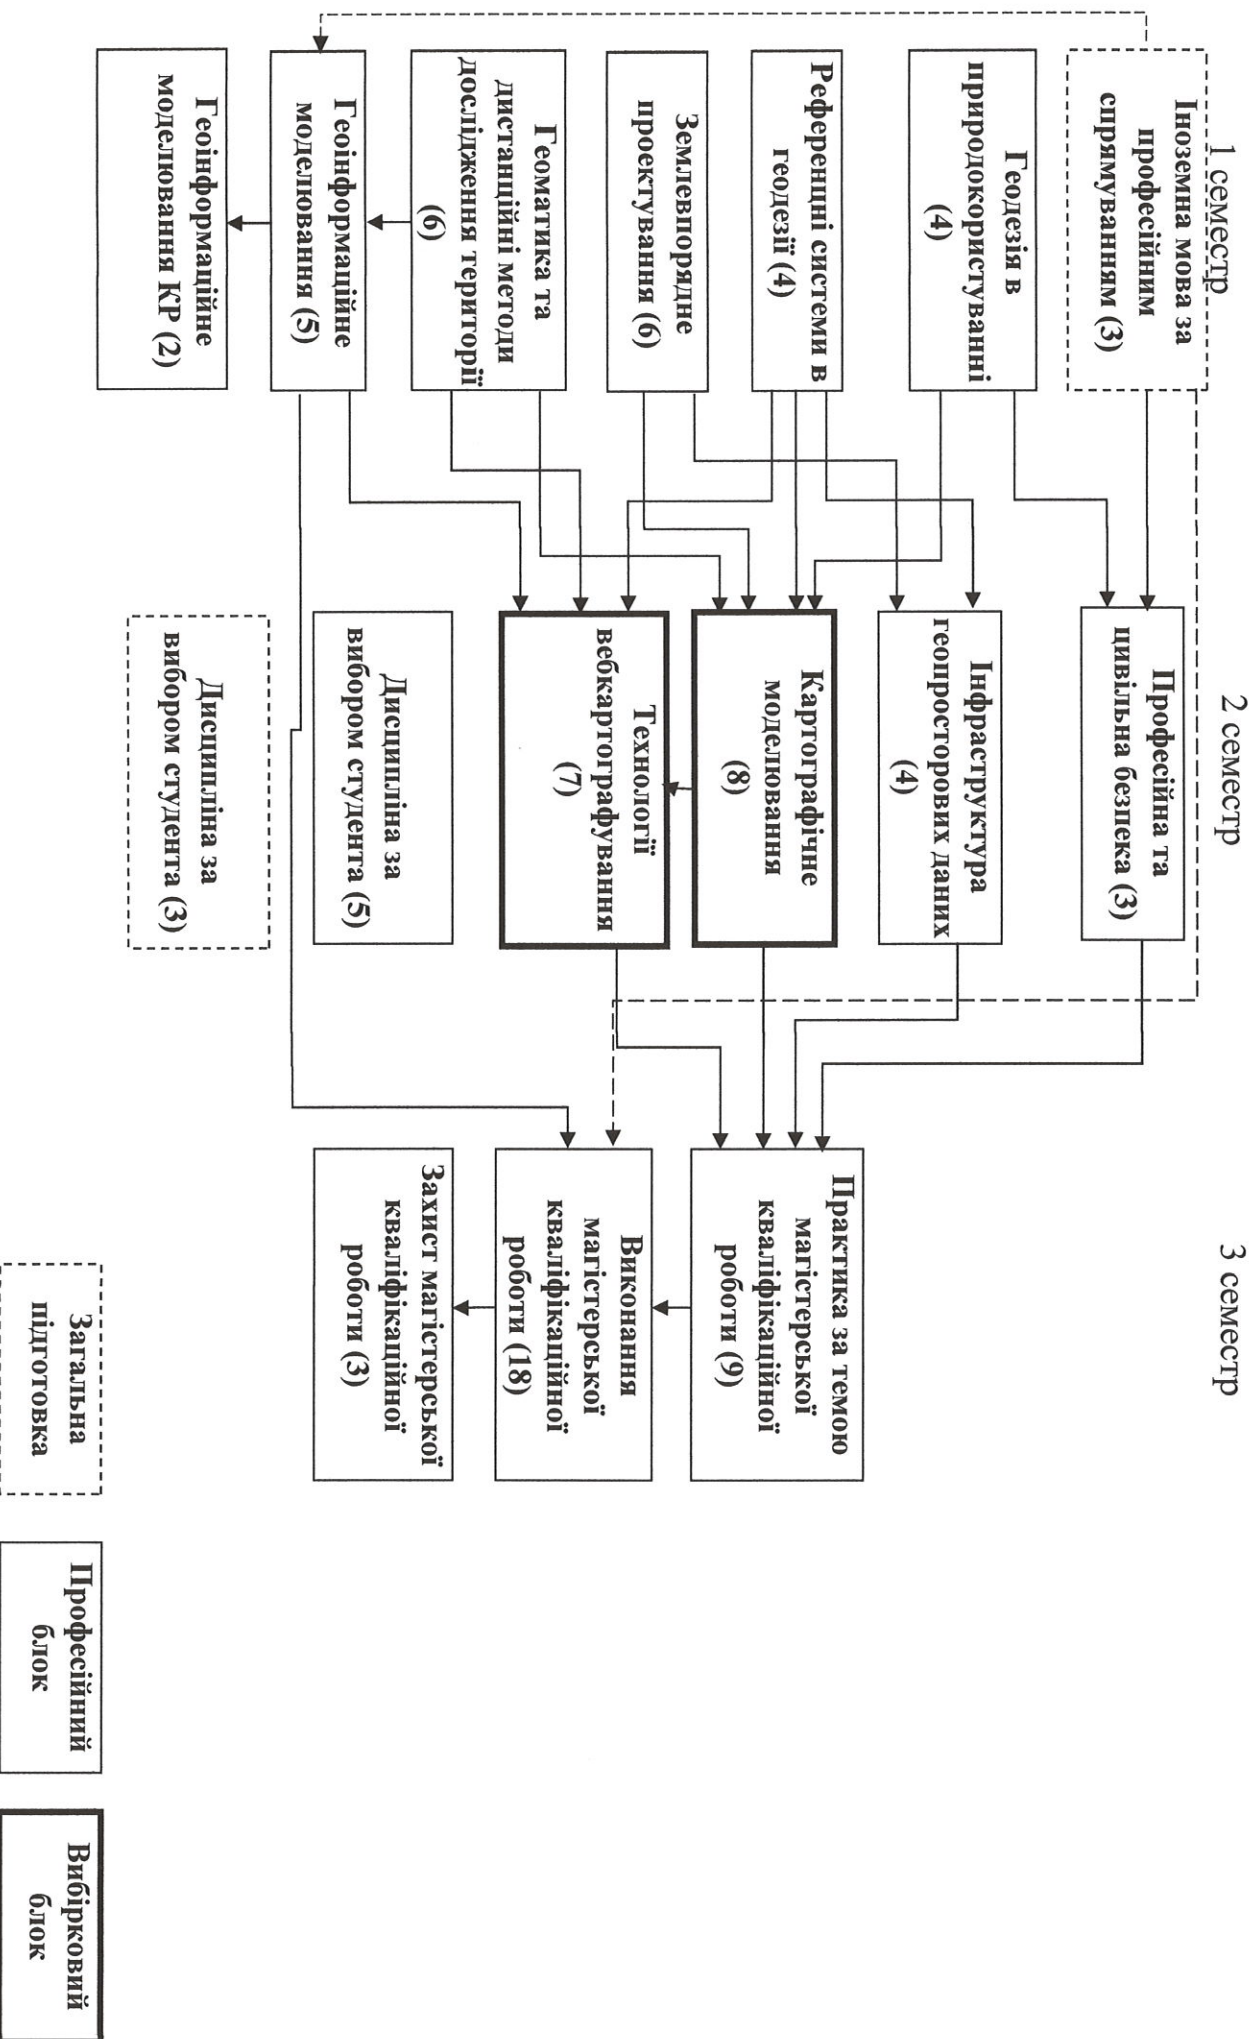 1 семестр
Іноземна мова за
професійним
спрямуванням (3)
Геодезія в
природокористуванні
(4)
Референцні системи в
геодезії (4)
Землевпорядне
проектування (6)
Геоматика та
дистанційні методи
дослідження території
(6)
Геоінформаційне
моделювання (5)
Геоінформаційне
моделювання КР (2)
2 семестр
Професійна та
цивільна безпека (3)
Інфраструктура
геопросторових даних
(4)
Картографічне
моделювання
(8)
Технології
вебкартографування
(7)
Дисципліна за
вибором студента (5)
Дисципліна за
вибором студента (3)
3 семестр
Практика за темою
магістерської
кваліфікаційної
роботи (9)
Виконання
магістерської
кваліфікаційної
роботи (18)
Захист магістерської
кваліфікаційної
роботи (3)
Загальна
підготовка
Професійний
блок
Вибірковий
блок